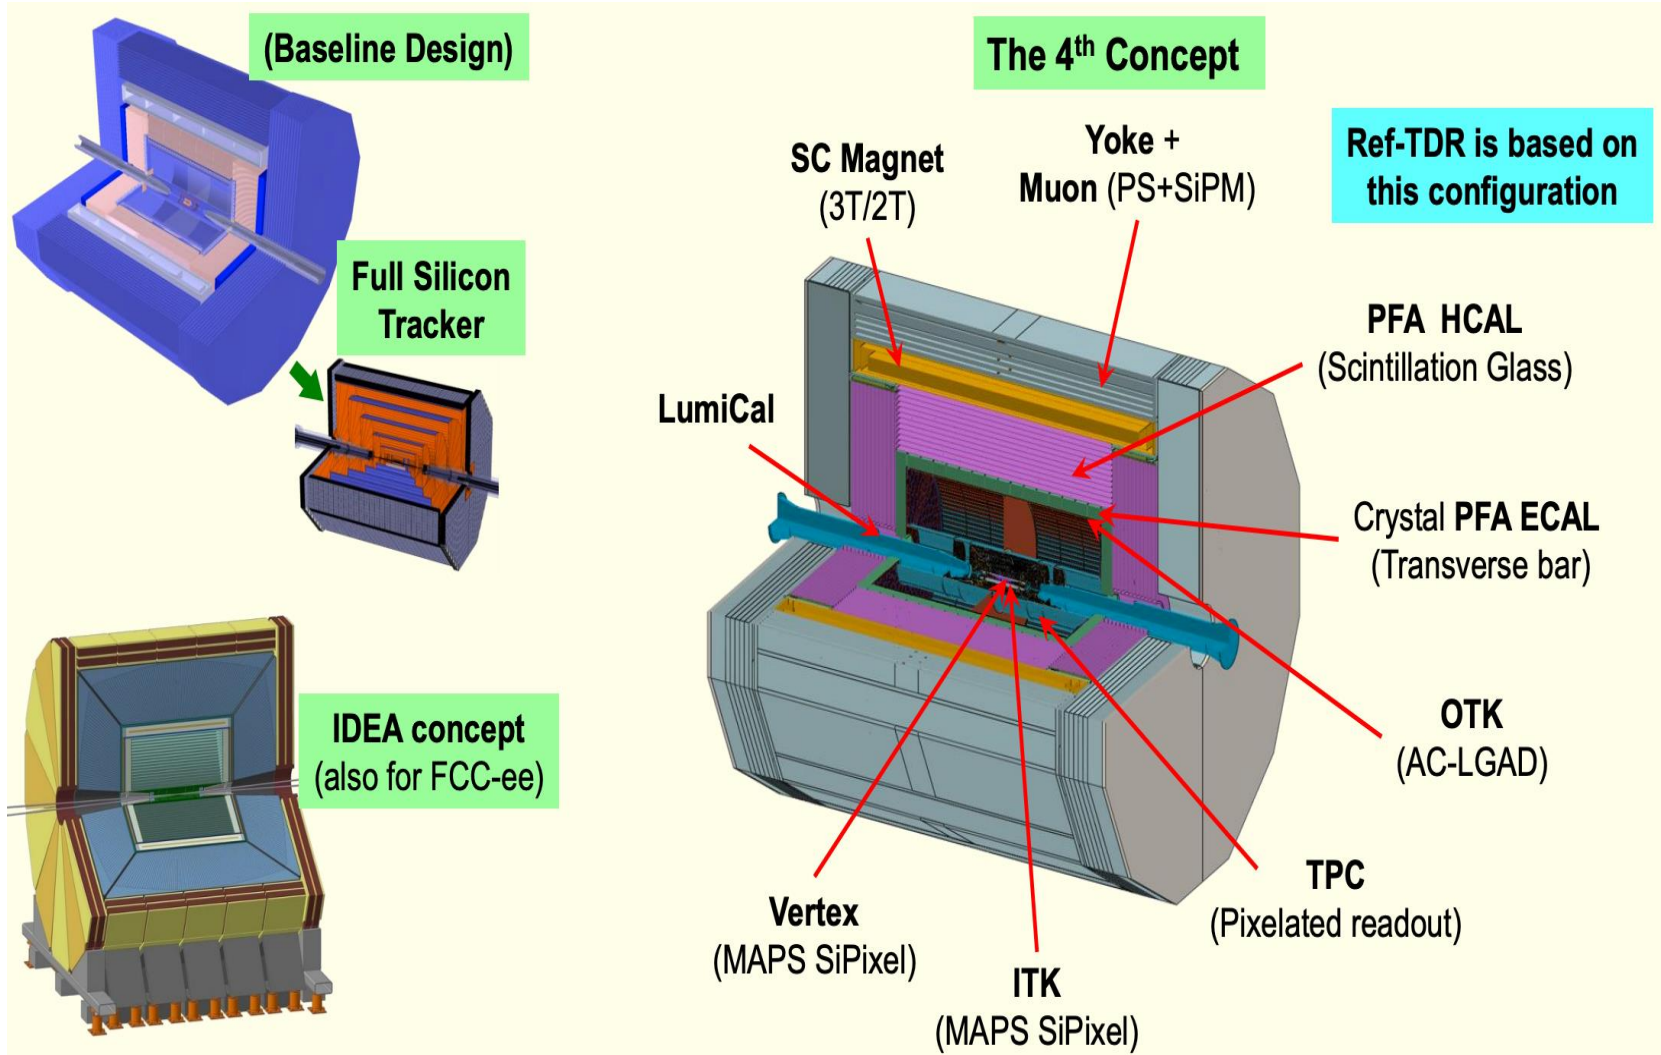 (Baseline Design)
Full Silicon
Tracker
IDEA concept
(also for FCC-ee)
The 4th Concept
Ref-TDR is based on
this configuration
SC Magnet
(3T/2T)
Yoke +
Muon (PS+SiPM)
PFA HCAL
(Scintillation Glass)
LumiCal
Crystal PFA ECAL
(Transverse bar)
OTK
(AC-LGAD)
TPC
(Pixelated readout)
Vertex
(MAPS SiPixel)
ITK
(MAPS SiPixel)